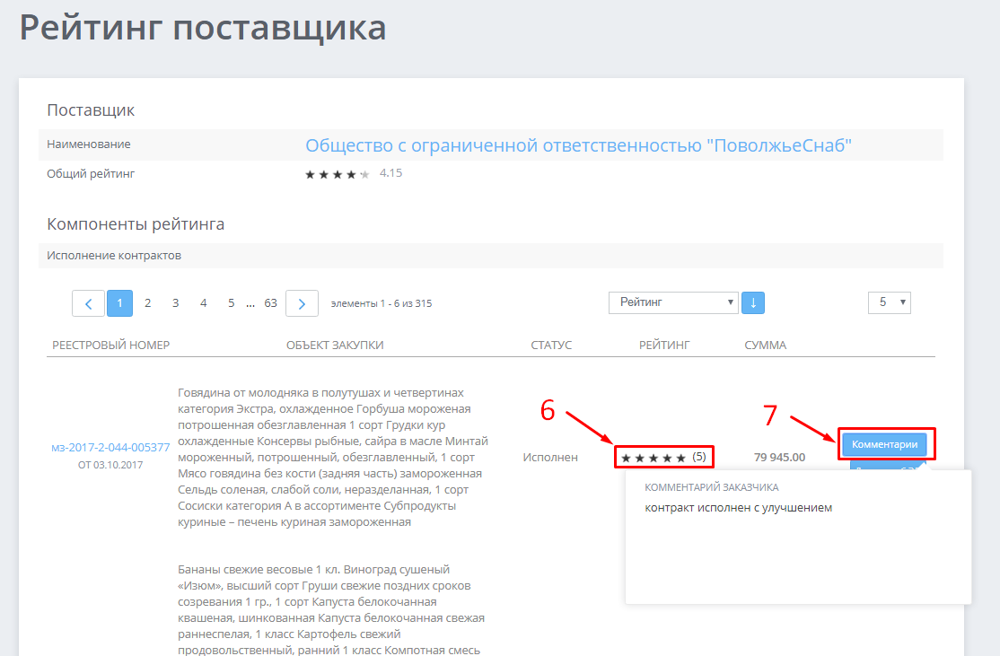 Рейтинг поставщика
Поставщик
Наименование
Общество с ограниченной ответственностью "ПоволжьеСнаб"
Общий рейтинг
4.15
Компоненты рейтинга
Исполнение контрактов
1 2 3 4 5 ... 63
элементы 1 - 6 из 315
Рейтинг
5
РЕЕСТРОВЫЙ НОМЕР ОБЪЕКТ ЗАКУПКИ СТАТУС РЕЙТИНГ СУММА
мз-2017-2-044-005377
ОТ 03.10.2017
Говядина от молодняка в полутушах и четвертинах
категория Экстра, охлажденное Горбуша мороженая
потрошенная обезглавленная 1 сорт Грудки кур
охлажденные Консервы рыбные, сайра в масле Минтай
мороженный, потрошенный, обезглавленный, 1 сорт
Мясо говядина без кости (задняя часть) замороженная
Сельдь соленая, слабой соли, неразделанная, 1 сорт
Сосиски категория А в ассортименте Субпродукты
куриные – печень куриная замороженная
Исполнен
6
(5)
79 945.00
7
Комментарии
КОММЕНТАРИЙ ЗАКАЗЧИКА
контракт исполнен с улучшением
Бананы свежие весовые 1 кл. Виноград сушеный
«Изюм», высший сорт Груши свежие поздних сроков
созревания 1 гр., 1 сорт Капуста белокочанная
квашеная, шинкованная Капуста белокочанная свежая
раннеспелая, 1 класс Картофель свежий
продовольственный, ранний 1 класс Компотная смесь